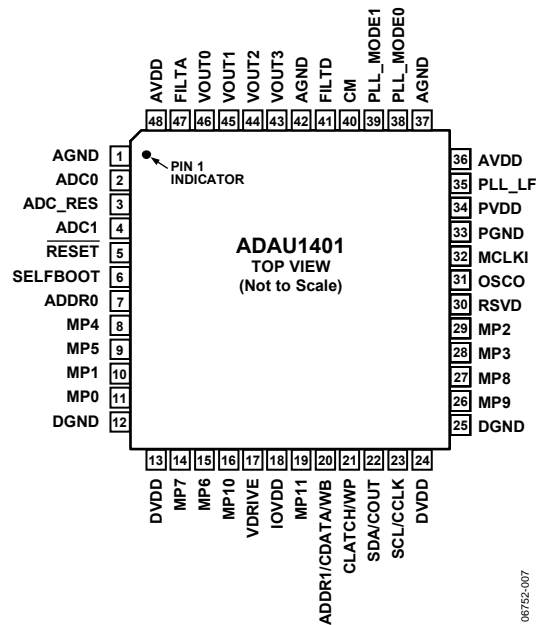 AVDD
FILTA
VOUT0
VOUT1
VOUT2
VOUT3
AGND
FILTD
CM
PLL_MODE1
PLL_MODE0
AGND
48 47 46 45 44 43 42 41 40 39 38 37
AGND 1
ADC0 2
ADC_RES 3
ADC1 4
RESET 5
SELFBOOT 6
ADDR0 7
MP4 8
MP5 9
MP1 10
MP0 11
DGND 12
PIN 1
INDICATOR
ADAU1401
TOP VIEW
(Not to Scale)
36 AVDD
35 PLL_LF
34 PVDD
33 PGND
32 MCLKI
31 OSCO
30 RSVD
29 MP2
28 MP3
27 MP8
26 MP9
25 DGND
13 14 15 16 17 18 19 20 21 22 23 24
DVDD
MP7
MP6
MP10
VDRIVE
IOVDD
MP11
ADDR1/CDATA/WB
CLATCH/WP
SDA/COUT
SCL/CCLK
DVDD
06752-007